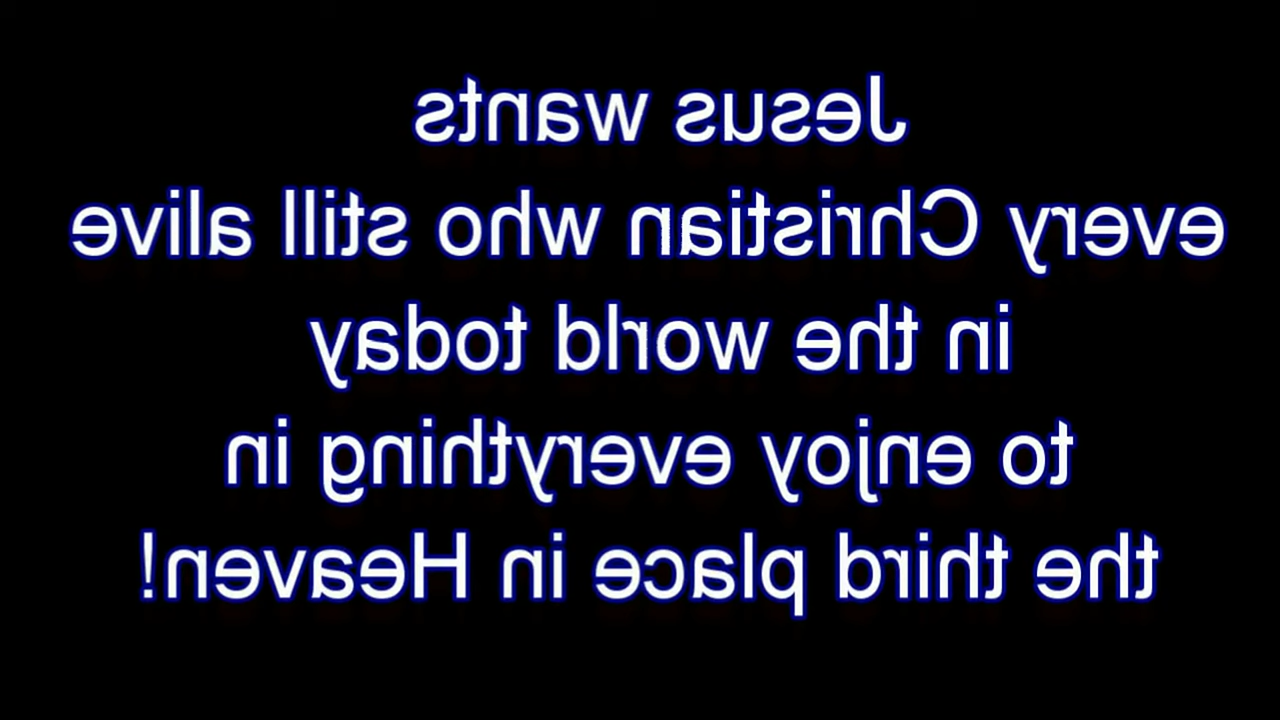 Jesus wants
every Christian who still alive
in the world today
to enjoy everything in
the third place in Heaven!